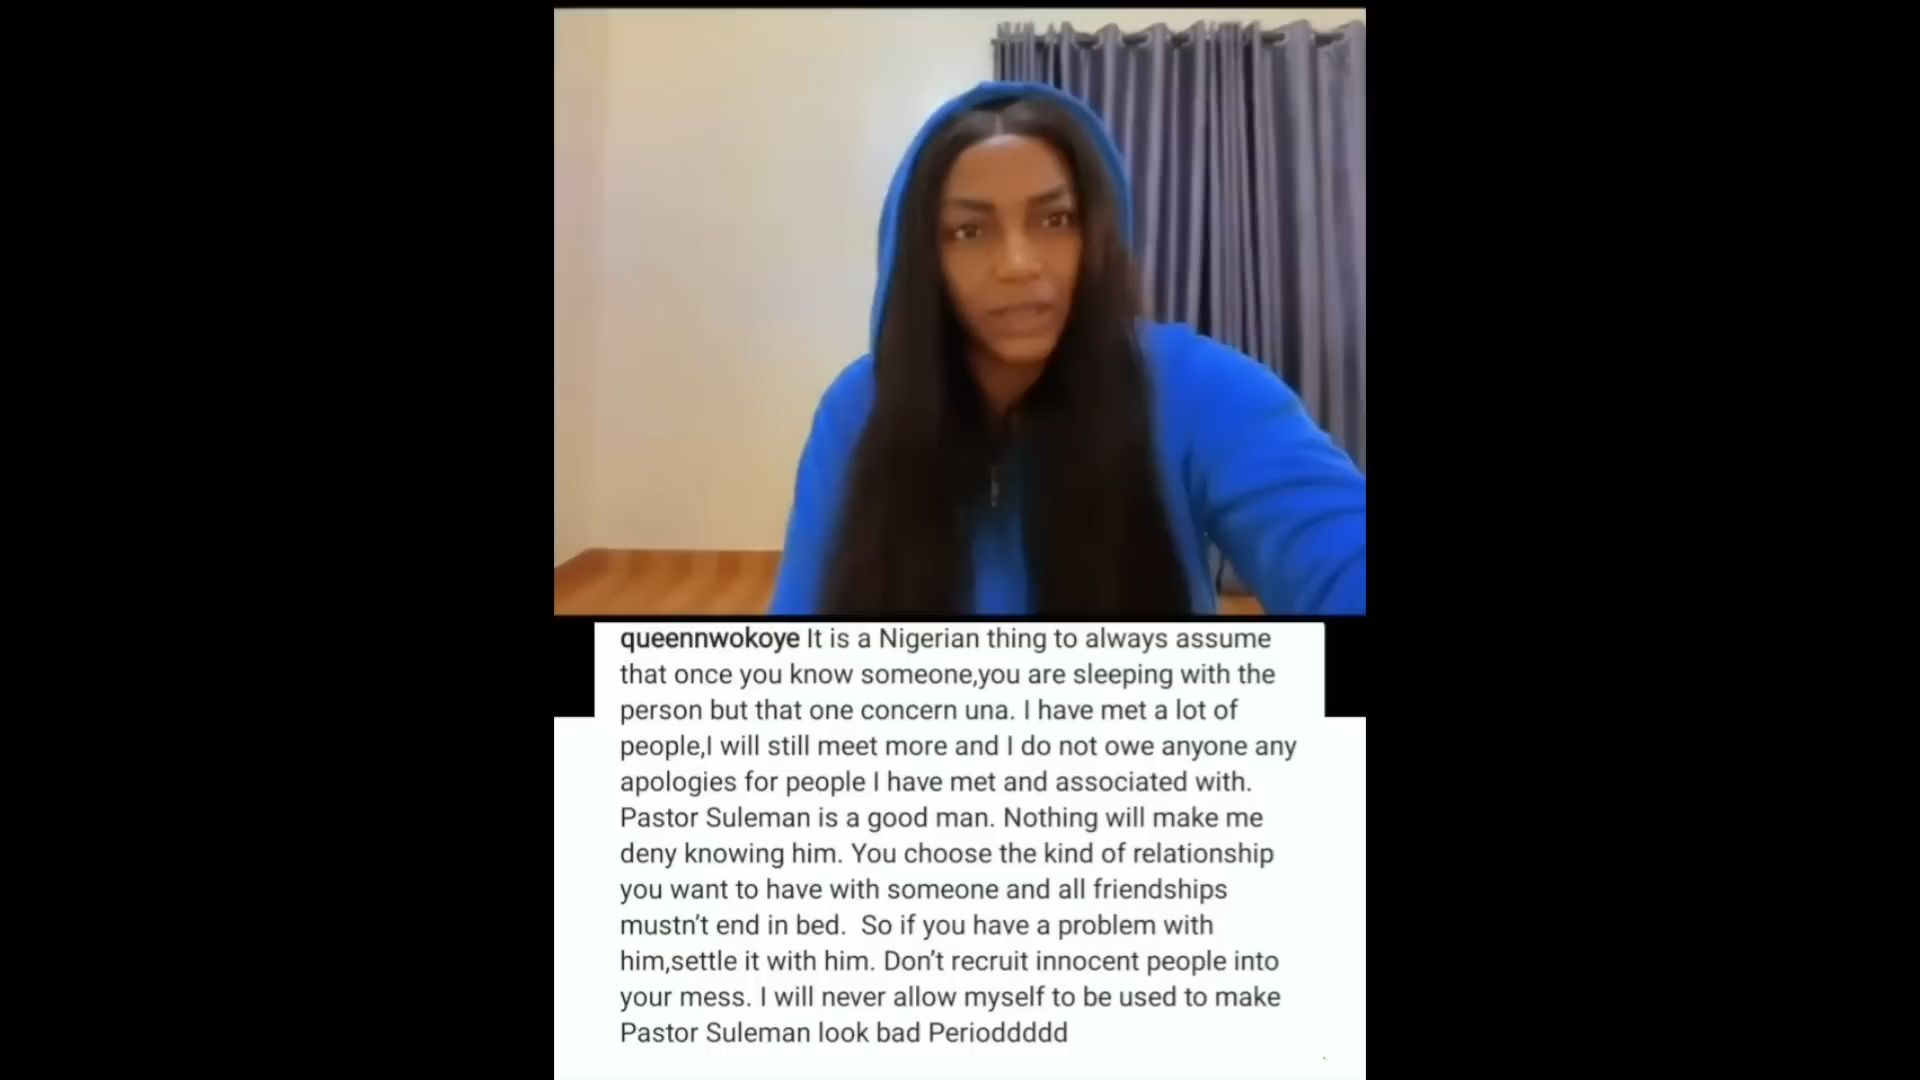 queennwokoye It is a Nigerian thing to always assume
that once you know someone,you are sleeping with the
person but that one concern una. I have met a lot of
people,I will still meet more and I do not owe anyone any
apologies for people I have met and associated with.
Pastor Suleman is a good man. Nothing will make me
deny knowing him. You choose the kind of relationship
you want to have with someone and all friendships
mustn’t end in bed.  So if you have a problem with
him,settle it with him. Don’t recruit innocent people into
your mess. I will never allow myself to be used to make
Pastor Suleman look bad Perioddddd